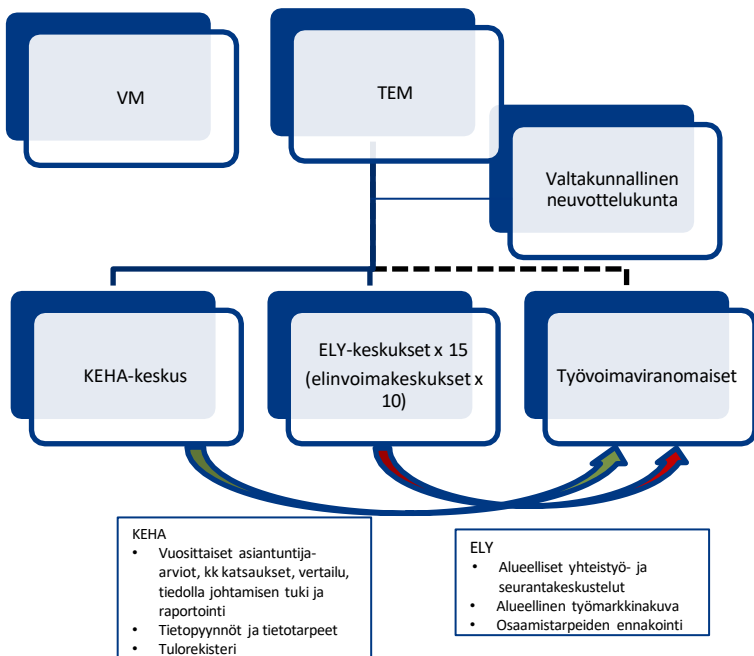 VM
TEM
Valtakunnallinen
neuvottelukunta
KEHA-keskus
ELY-keskukset x 15
(elinvoimakeskukset x
10)
Työvoimaviranomaiset
KEHA
• Vuosittaiset asiantuntija-
arviot, kk katsaukset, vertailu,
tiedolla johtamisen tuki ja
raportointi
• Tietopyynnöt ja tietotarpeet
• Tulorekisteri
ELY
• Alueelliset yhteistyö- ja
seurantakeskustelut
• Alueellinen työmarkkinakuva
• Osaamistarpeiden ennakointi